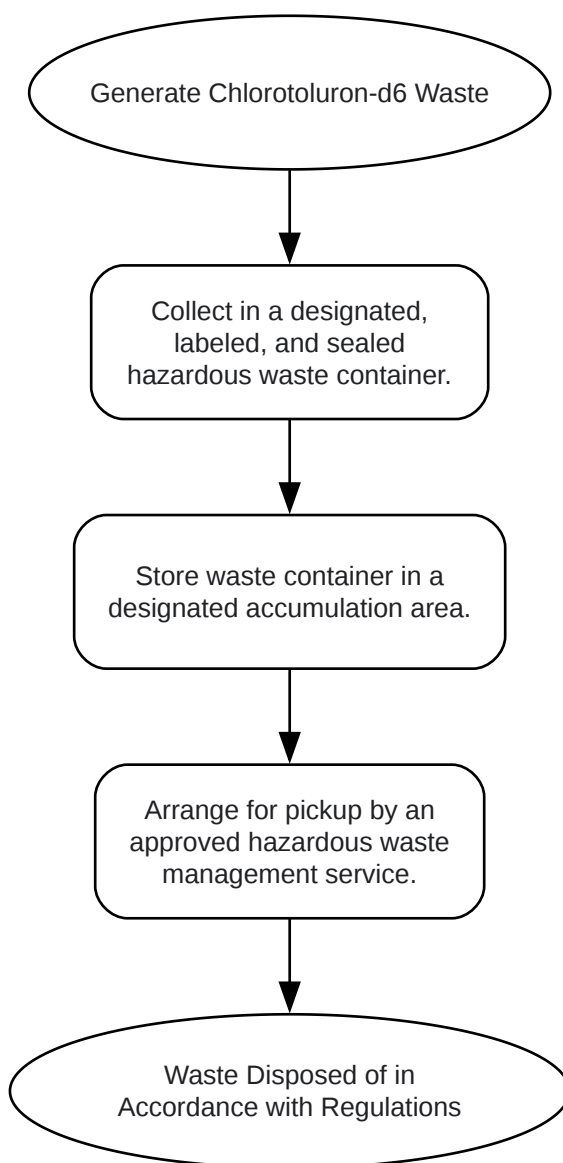 Generate Chlorotoluron-d6 Waste
Collect in a designated,
labeled, and sealed
hazardous waste container.
Store waste container in a
designated accumulation area.
Arrange for pickup by an
approved hazardous waste
management service.
Waste Disposed of in
Accordance with Regulations